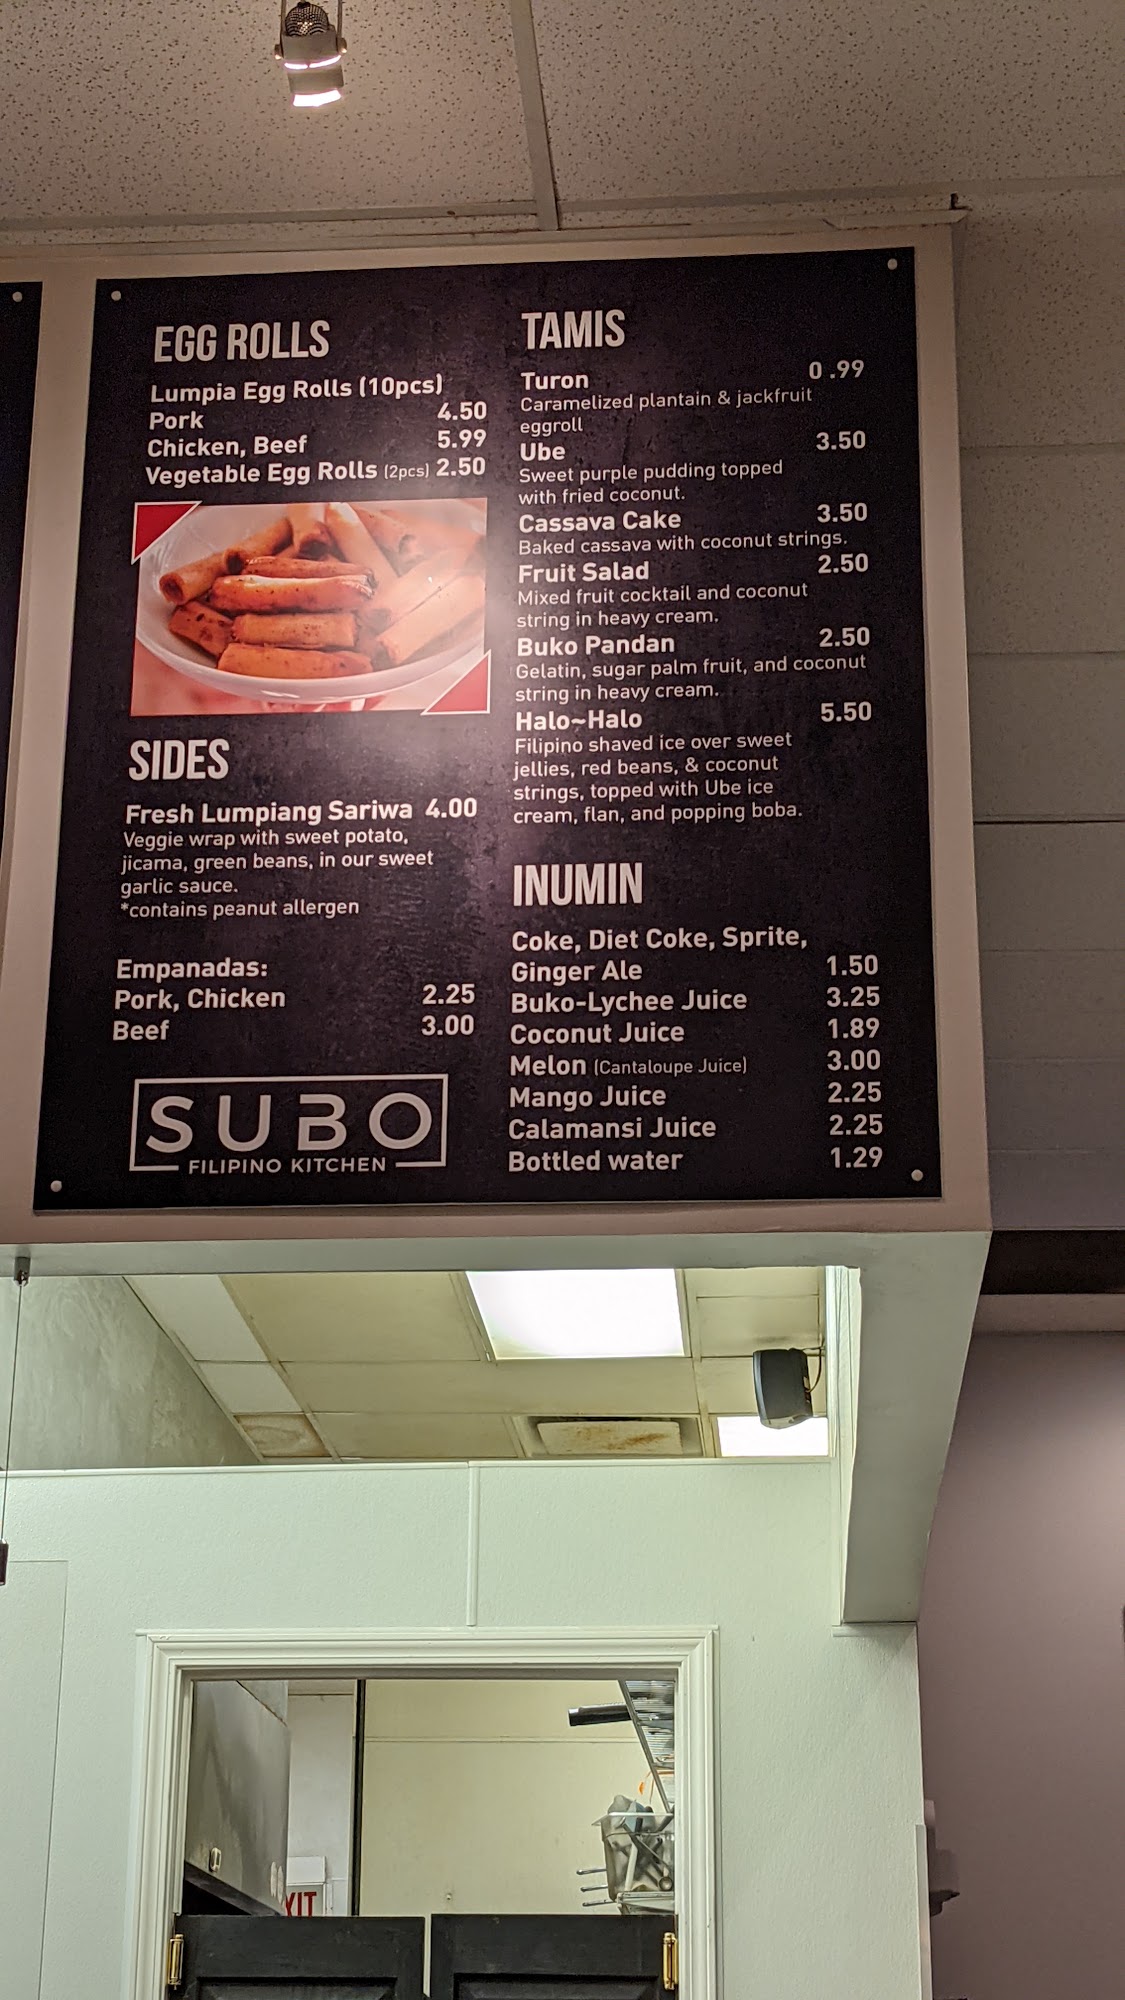 EGG ROLLS
Lumpia Egg Rolls (10pcs)
Pork 4.50
Chicken, Beef 5.99
Vegetable Egg Rolls (2pcs) 2.50
SIDES
Fresh Lumpiang Sariwa 4.00
Veggie wrap with sweet potato,
jicama, green beans, in our sweet
garlic sauce.
*contains peanut allergen
Empanadas:
Pork, Chicken 2.25
Beef 3.00
SUBO
FILIPINO KITCHEN
TAMIS
Turon 0 .99
Caramelized plantain & jackfruit
eggroll
Ube 3.50
Sweet purple pudding topped
with fried coconut.
Cassava Cake 3.50
Baked cassava with coconut strings.
Fruit Salad 2.50
Mixed fruit cocktail and coconut
string in heavy cream.
Buko Pandan 2.50
Gelatin, sugar palm fruit, and coconut
string in heavy cream.
Halo~Halo 5.50
Filipino shaved ice over sweet
jellies, red beans, & coconut
strings, topped with Ube ice
cream, flan, and popping boba.
INUMIN
Coke, Diet Coke, Sprite,
Ginger Ale 1.50
Buko-Lychee Juice 3.25
Coconut Juice 1.89
Melon (Cantaloupe Juice) 3.00
Mango Juice 2.25
Calamansi Juice 2.25
Bottled water 1.29
XIT